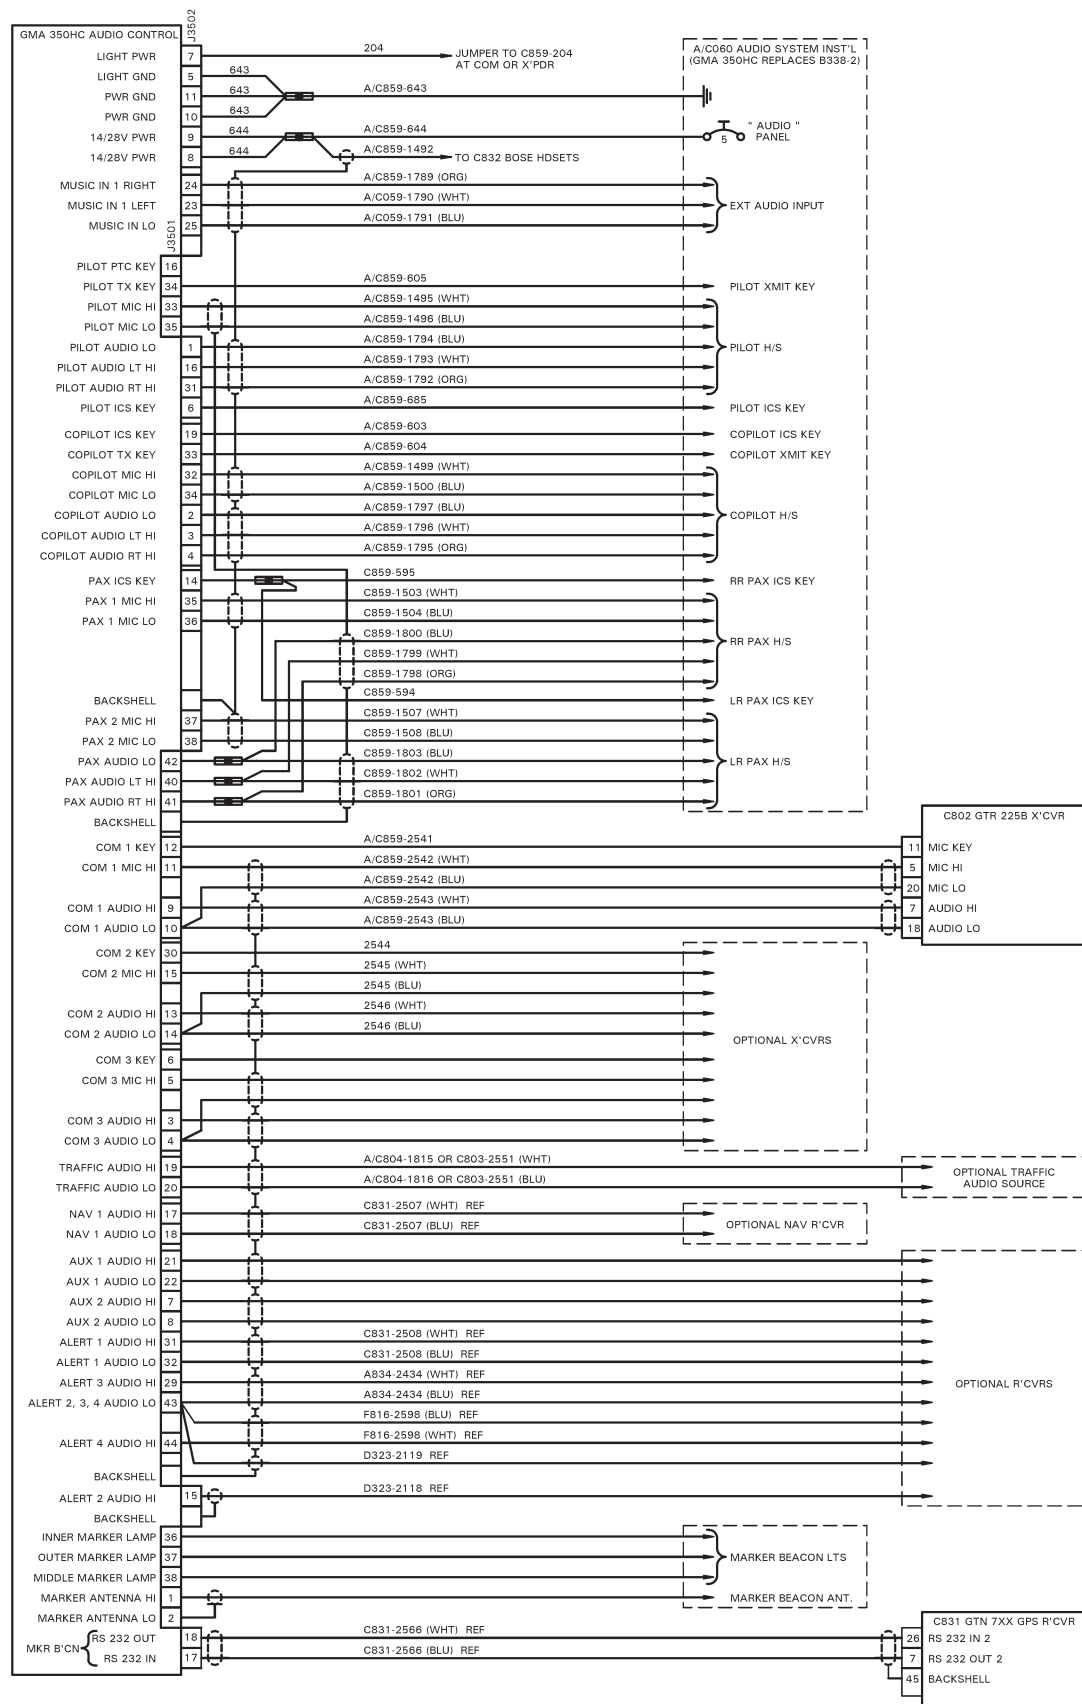 J3502
GMA 350HC AUDIO CONTROL
LIGHT PWR 7 204 JUMPER TO C859-204
AT COM OR X'PDR
A/C060 AUDIO SYSTEM INST'L
(GMA 350HC REPLACES B338-2)
LIGHT GND 5 643
PWR GND 11 643 A/C859-643
PWR GND 10 643
14/28V PWR 9 644 A/C859-644 5 " AUDIO "
PANEL
14/28V PWR 8 644 A/C859-1492 TO C832 BOSE HDSETS
MUSIC IN 1 RIGHT 24 A/C859-1789 (ORG)
MUSIC IN 1 LEFT 23 A/C059-1790 (WHT) EXT AUDIO INPUT
MUSIC IN LO 25 A/C059-1791 (BLU)
J3501
PILOT PTC KEY 16
PILOT TX KEY 34 A/C859-605 PILOT XMIT KEY
PILOT MIC HI 33 A/C859-1495 (WHT)
PILOT MIC LO 35 A/C859-1496 (BLU)
PILOT AUDIO LO 1 A/C859-1794 (BLU) PILOT H/S
PILOT AUDIO LT HI 16 A/C859-1793 (WHT)
PILOT AUDIO RT HI 31 A/C859-1792 (ORG)
PILOT ICS KEY 6 A/C859-685 PILOT ICS KEY
COPILOT ICS KEY 19 A/C859-603 COPILOT ICS KEY
COPILOT TX KEY 33 A/C859-604 COPILOT XMIT KEY
COPILOT MIC HI 32 A/C859-1499 (WHT)
COPILOT MIC LO 34 A/C859-1500 (BLU)
COPILOT AUDIO LO 2 A/C859-1797 (BLU) COPILOT H/S
COPILOT AUDIO LT HI 3 A/C859-1796 (WHT)
COPILOT AUDIO RT HI 4 A/C859-1795 (ORG)
PAX ICS KEY 14 C859-595 RR PAX ICS KEY
PAX 1 MIC HI 35 C859-1503 (WHT)
PAX 1 MIC LO 36 C859-1504 (BLU)
C859-1800 (BLU) RR PAX H/S
C859-1799 (WHT)
C859-1798 (ORG)
BACKSHELL C859-594 LR PAX ICS KEY
PAX 2 MIC HI 37 C859-1507 (WHT)
PAX 2 MIC LO 38 C859-1508 (BLU)
PAX AUDIO LO 42 C859-1803 (BLU) LR PAX H/S
PAX AUDIO LT HI 40 C859-1802 (WHT)
PAX AUDIO RT HI 41 C859-1801 (ORG)
BACKSHELL
C802 GTR 225B X'CVR
COM 1 KEY 12 A/C859-2541 11 MIC KEY
COM 1 MIC HI 11 A/C859-2542 (WHT) 5 MIC HI
A/C859-2542 (BLU) 20 MIC LO
COM 1 AUDIO HI 9 A/C859-2543 (WHT) 7 AUDIO HI
COM 1 AUDIO LO 10 A/C859-2543 (BLU) 18 AUDIO LO
COM 2 KEY 30 2544
COM 2 MIC HI 15 2545 (WHT)
2545 (BLU)
COM 2 AUDIO HI 13 2546 (WHT)
COM 2 AUDIO LO 14 2546 (BLU)
OPTIONAL X'CVRS
COM 3 KEY 6
COM 3 MIC HI 5
COM 3 AUDIO HI 3
COM 3 AUDIO LO 4
TRAFFIC AUDIO HI 19 A/C804-1815 OR C803-2551 (WHT)
OPTIONAL TRAFFIC
AUDIO SOURCE
TRAFFIC AUDIO LO 20 A/C804-1816 OR C803-2551 (BLU)
NAV 1 AUDIO HI 17 C831-2507 (WHT) REF
OPTIONAL NAV R'CVR
NAV 1 AUDIO LO 18 C831-2507 (BLU) REF
AUX 1 AUDIO HI 21
AUX 1 AUDIO LO 22
AUX 2 AUDIO HI 7
AUX 2 AUDIO LO 8
ALERT 1 AUDIO HI 31 C831-2508 (WHT) REF
ALERT 1 AUDIO LO 32 C831-2508 (BLU) REF
ALERT 3 AUDIO HI 29 A834-2434 (WHT) REF OPTIONAL R'CVRS
ALERT 2, 3, 4 AUDIO LO 43 A834-2434 (BLU) REF
F816-2598 (BLU) REF
ALERT 4 AUDIO HI 44 F816-2598 (WHT) REF
D323-2119 REF
BACKSHELL
ALERT 2 AUDIO HI 15 D323-2118 REF
BACKSHELL
INNER MARKER LAMP 36
OUTER MARKER LAMP 37 MARKER BEACON LTS
MIDDLE MARKER LAMP 38
MARKER ANTENNA HI 1 MARKER BEACON ANT.
MARKER ANTENNA LO 2
C831 GTN 7XX GPS R'CVR
MKR B'CN RS 232 OUT 18 C831-2566 (WHT) REF 26 RS 232 IN 2
RS 232 IN 17 C831-2566 (BLU) REF 7 RS 232 OUT 2
45 BACKSHELL